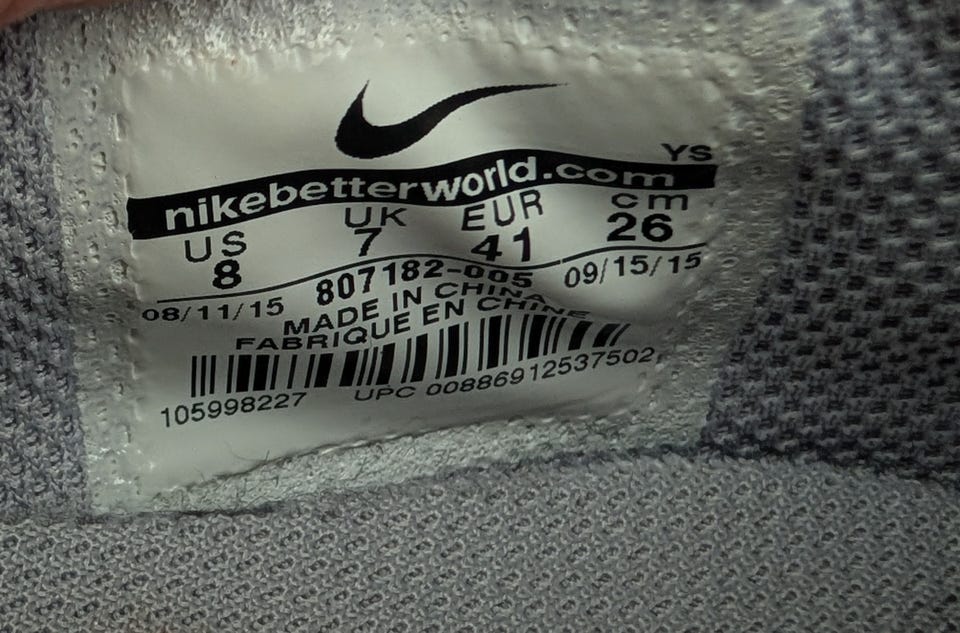 YS
nikebetterworld.com
US UK EUR cm
8 7 41 26
08/11/15 807182-005 09/15/15
MADE IN CHINA
FABRIQUE EN CHINE
105998227 UPC 00886912537502